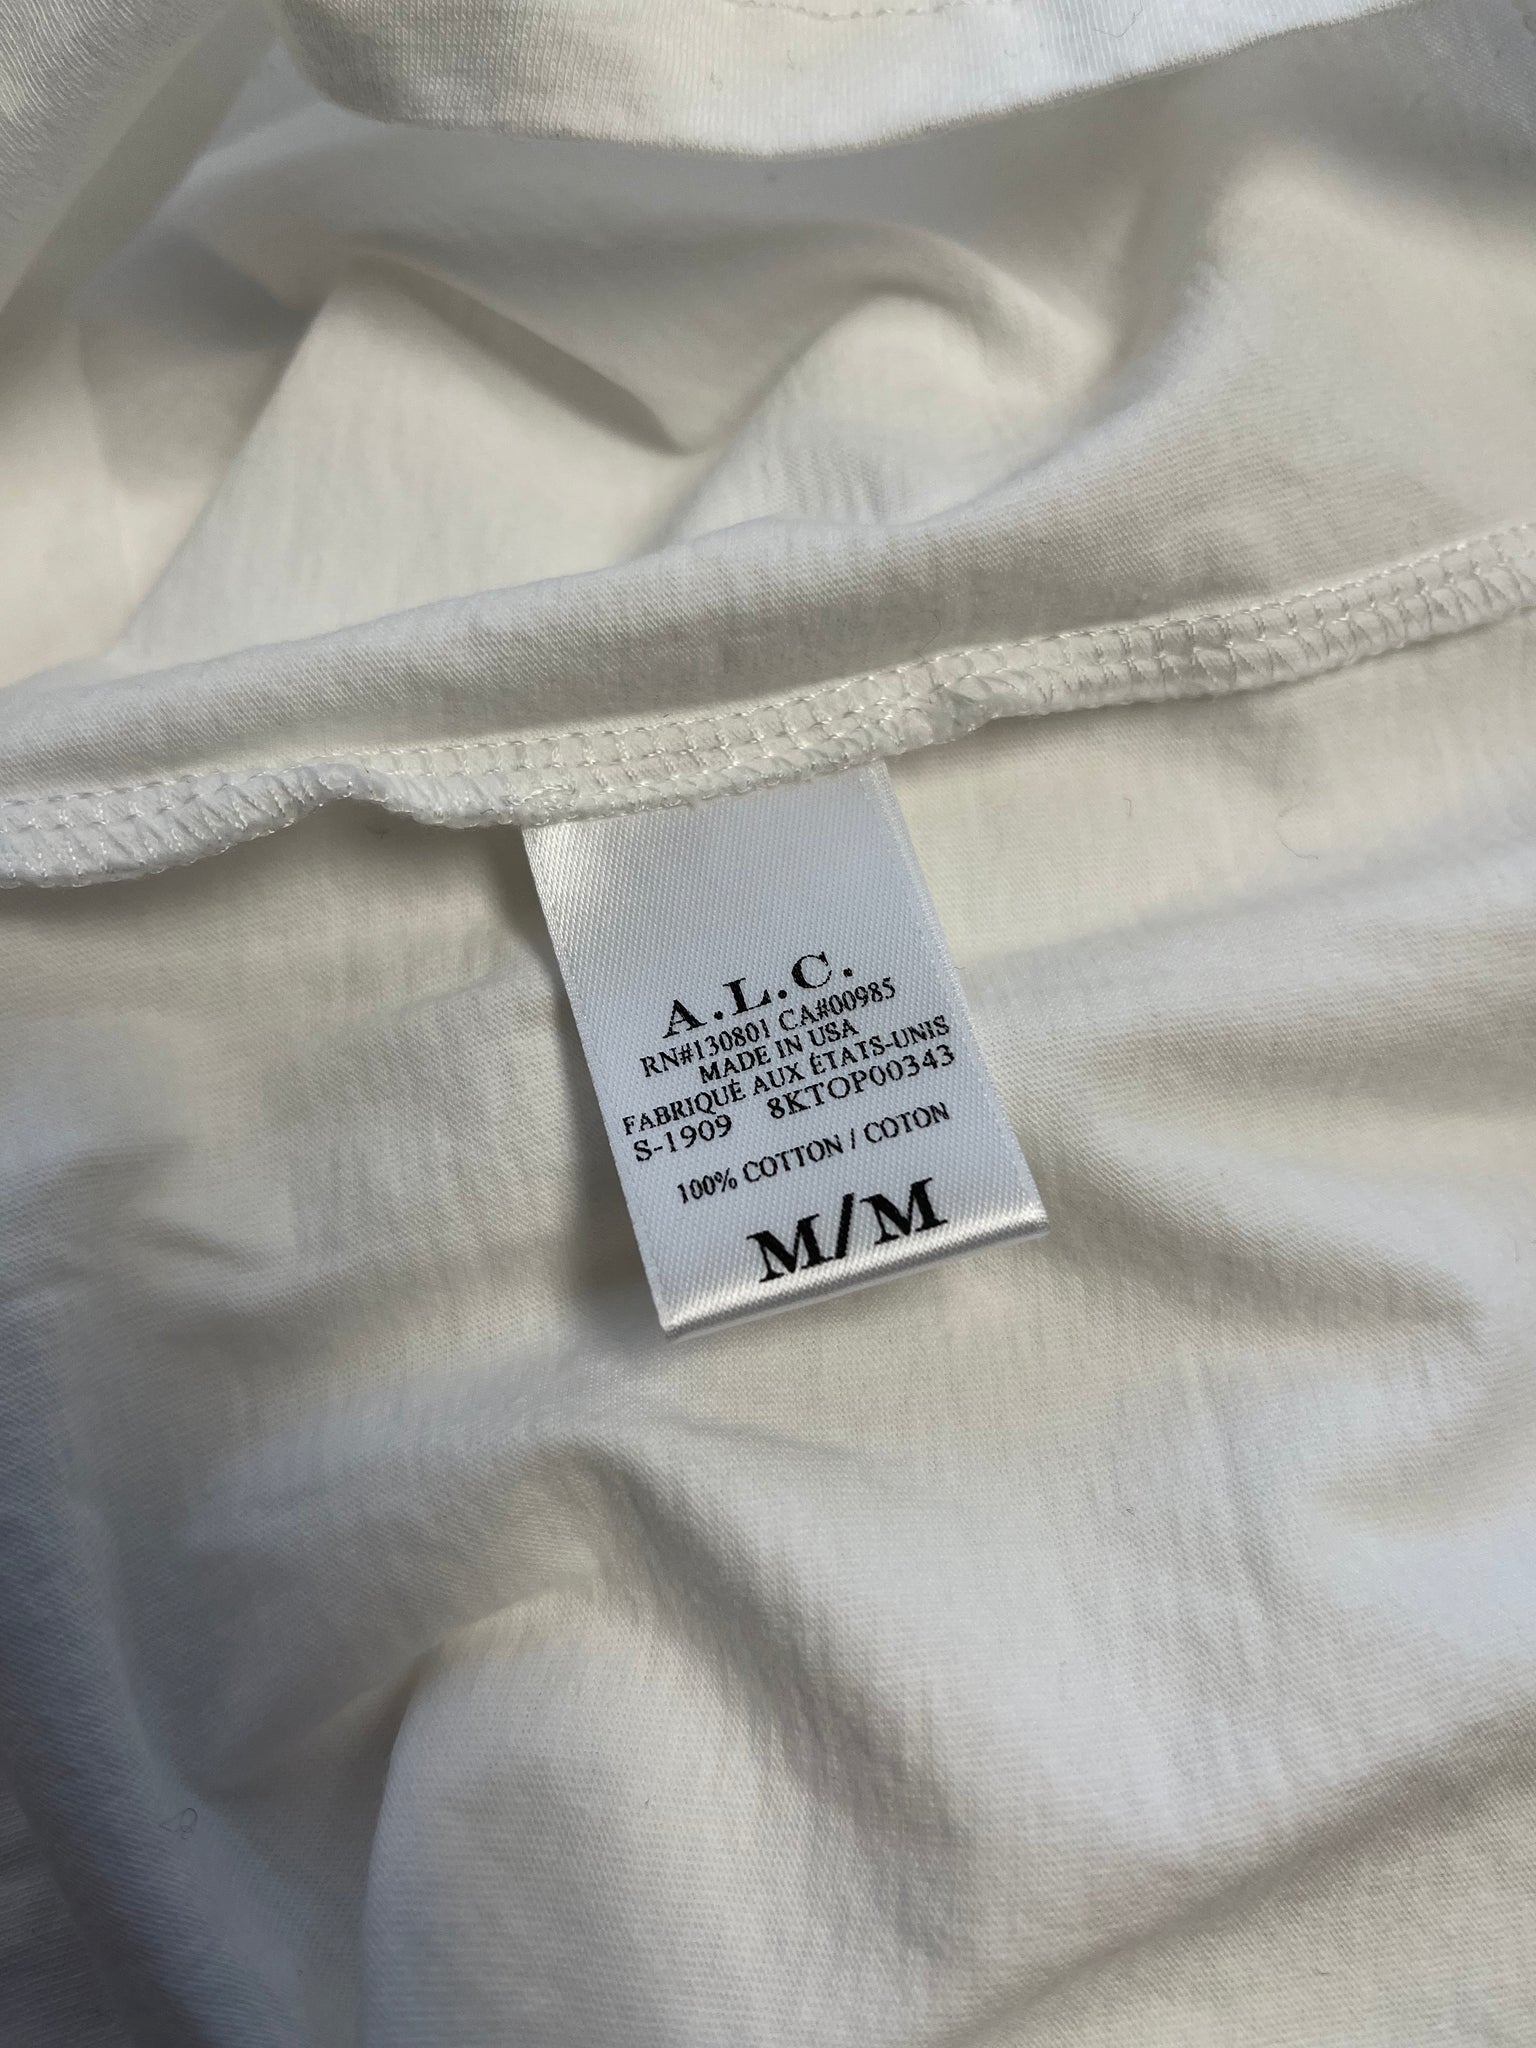 A.L.C.
RN#130801 CA#00985
MADE IN USA
FABRIQUÉ AUX ÉTATS-UNIS
S-1909 8KTOP00343
100% COTTON / COTON
M/M